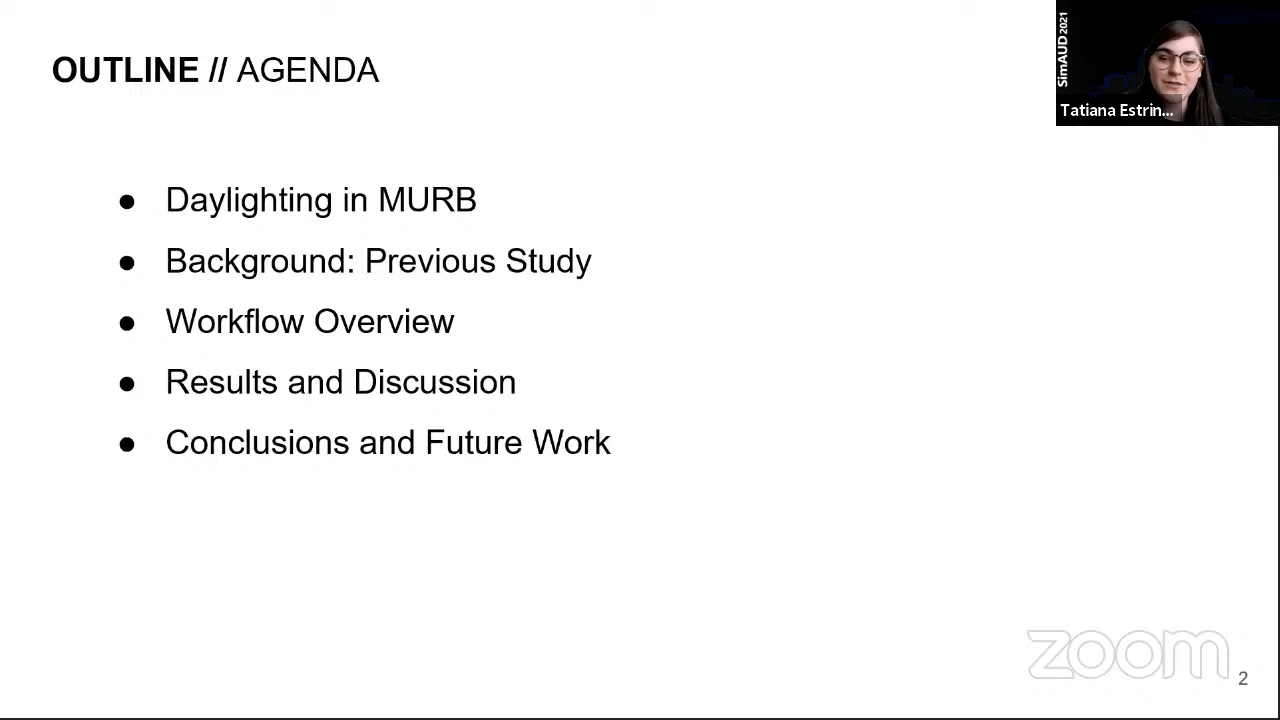 OUTLINE // AGENDA
SimAUD 2021
Tatiana Estrin...
● Daylighting in MURB
● Background: Previous Study
● Workflow Overview
● Results and Discussion
● Conclusions and Future Work
zoom
2